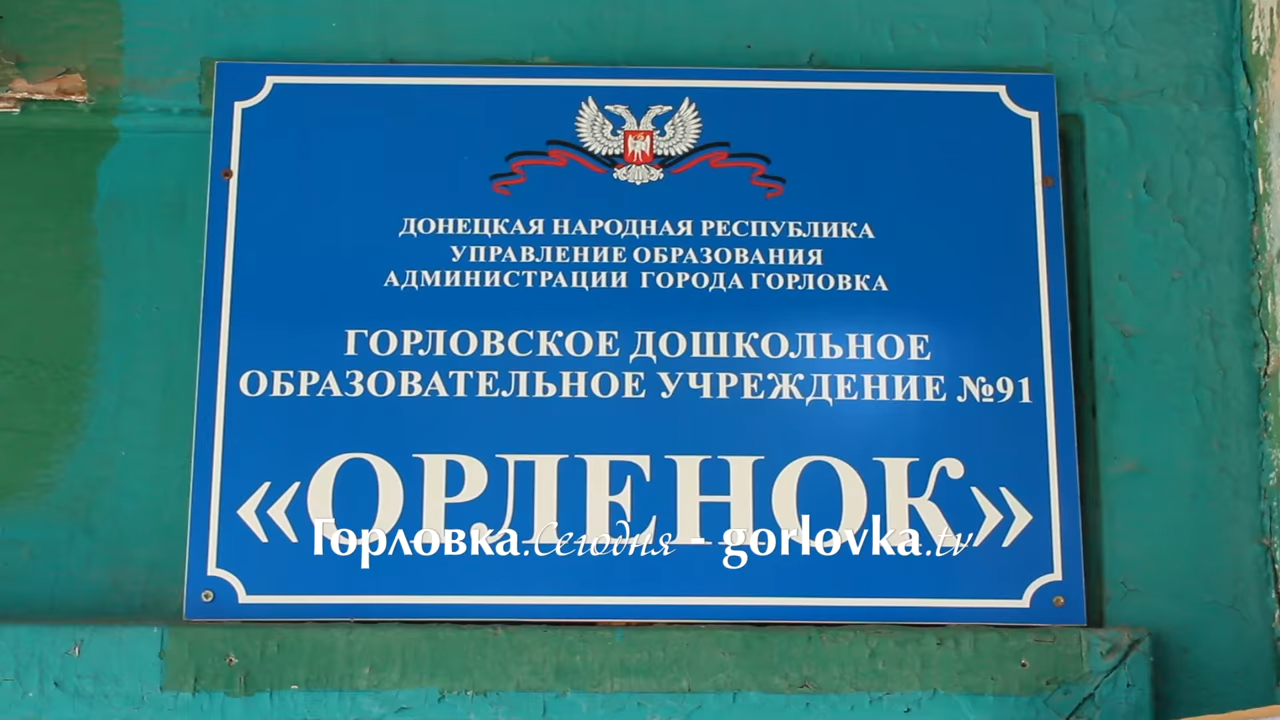 ДОНЕЦКАЯ НАРОДНАЯ РЕСПУБЛИКА
УПРАВЛЕНИЕ ОБРАЗОВАНИЯ
АДМИНИСТРАЦИИ ГОРОДА ГОРЛОВКА
ГОРЛОВСКОЕ ДОШКОЛЬНОЕ
ОБРАЗОВАТЕЛЬНОЕ УЧРЕЖДЕНИЕ №91
«ОРЛЕНОК»
Горловка.Сегодня - gorlovka.tv